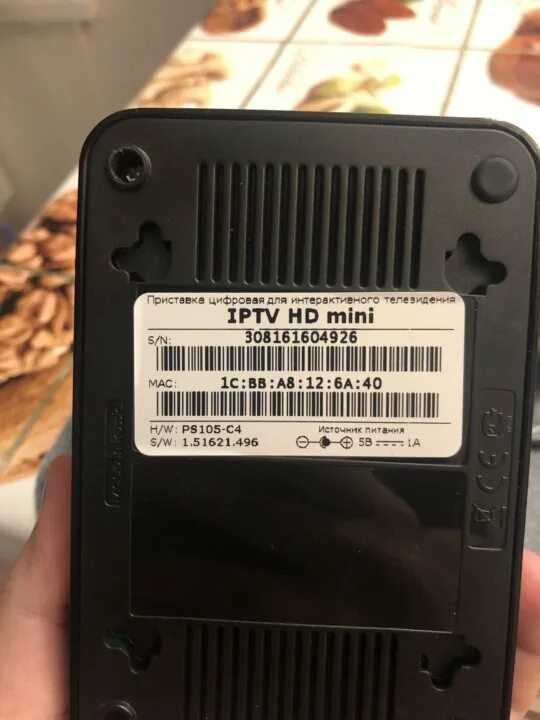 Приставка цифровая для интерактивного телевидения
IPTV HD mini
S/N: 308161604926
MAC: 1C:BB:A8:12:6A:40
H/W: PS105-C4
S/W: 1.51621.496
Источник питания
5В 1А